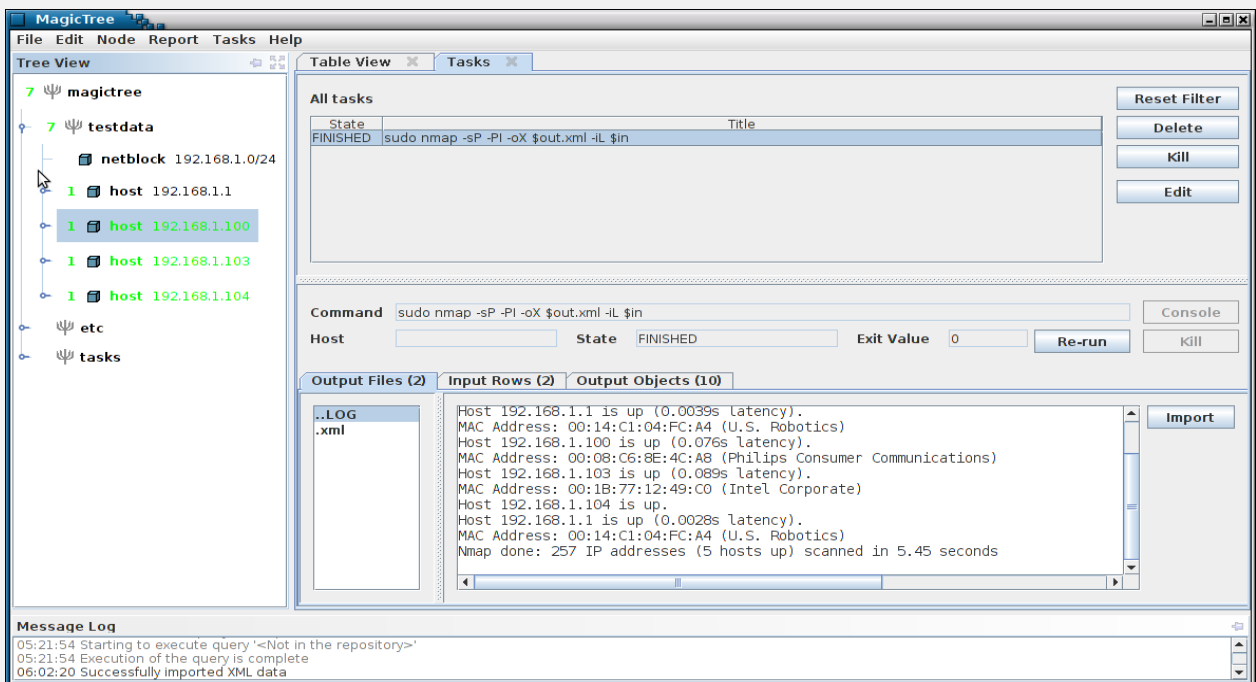 MagicTree
File Edit Node Report Tasks Help
Tree View
7 magictree
7 testdata
netblock 192.168.1.0/24
1 host 192.168.1.1
1 host 192.168.1.100
1 host 192.168.1.103
1 host 192.168.1.104
etc
tasks
Table View Tasks
All tasks
State Title
FINISHED sudo nmap -sP -PI -oX $out.xml -iL $in
Reset Filter
Delete
Kill
Edit
Command sudo nmap -sP -PI -oX $out.xml -iL $in Console
Host State FINISHED Exit Value 0 Re-run Kill
Output Files (2) Input Rows (2) Output Objects (10)
..LOG
.xml
Host 192.168.1.1 is up (0.0039s latency).
MAC Address: 00:14:C1:04:FC:A4 (U.S. Robotics)
Host 192.168.1.100 is up (0.076s latency).
MAC Address: 00:08:C6:8E:4C:A8 (Philips Consumer Communications)
Host 192.168.1.103 is up (0.089s latency).
MAC Address: 00:1B:77:12:49:C0 (Intel Corporate)
Host 192.168.1.104 is up.
Host 192.168.1.1 is up (0.0028s latency).
MAC Address: 00:14:C1:04:FC:A4 (U.S. Robotics)
Nmap done: 257 IP addresses (5 hosts up) scanned in 5.45 seconds
Import
Message Log
05:21:54 Starting to execute query '<Not in the repository>'
05:21:54 Execution of the query is complete
06:02:20 Successfully imported XML data